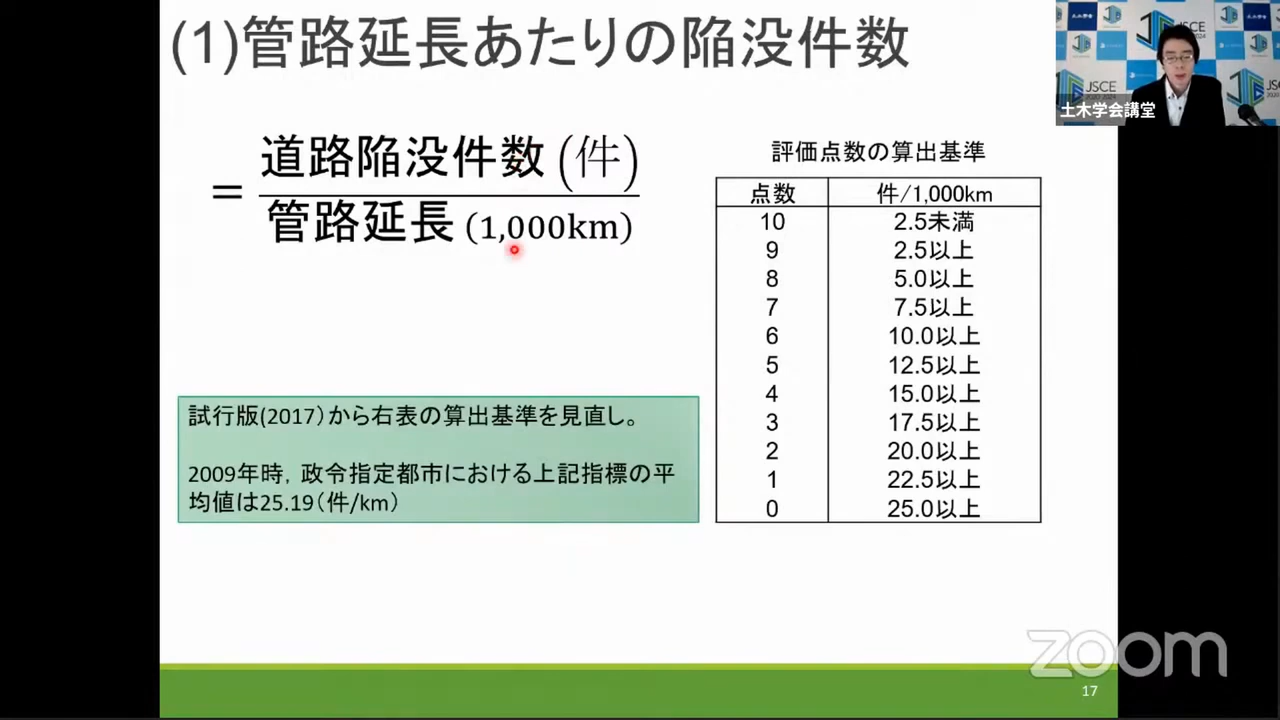 (1)管路延長あたりの陥没件数
JSCE
土木学会講堂
= 道路陥没件数 (件)
管路延長 (1,000km)
評価点数の算出基準
点数 件/1,000km
10 2.5未満
9 2.5以上
8 5.0以上
7 7.5以上
6 10.0以上
5 12.5以上
4 15.0以上
3 17.5以上
2 20.0以上
1 22.5以上
0 25.0以上
試行版(2017)から右表の算出基準を見直し。
2009年時，政令指定都市における上記指標の平
均値は25.19(件/km)
zoom
17